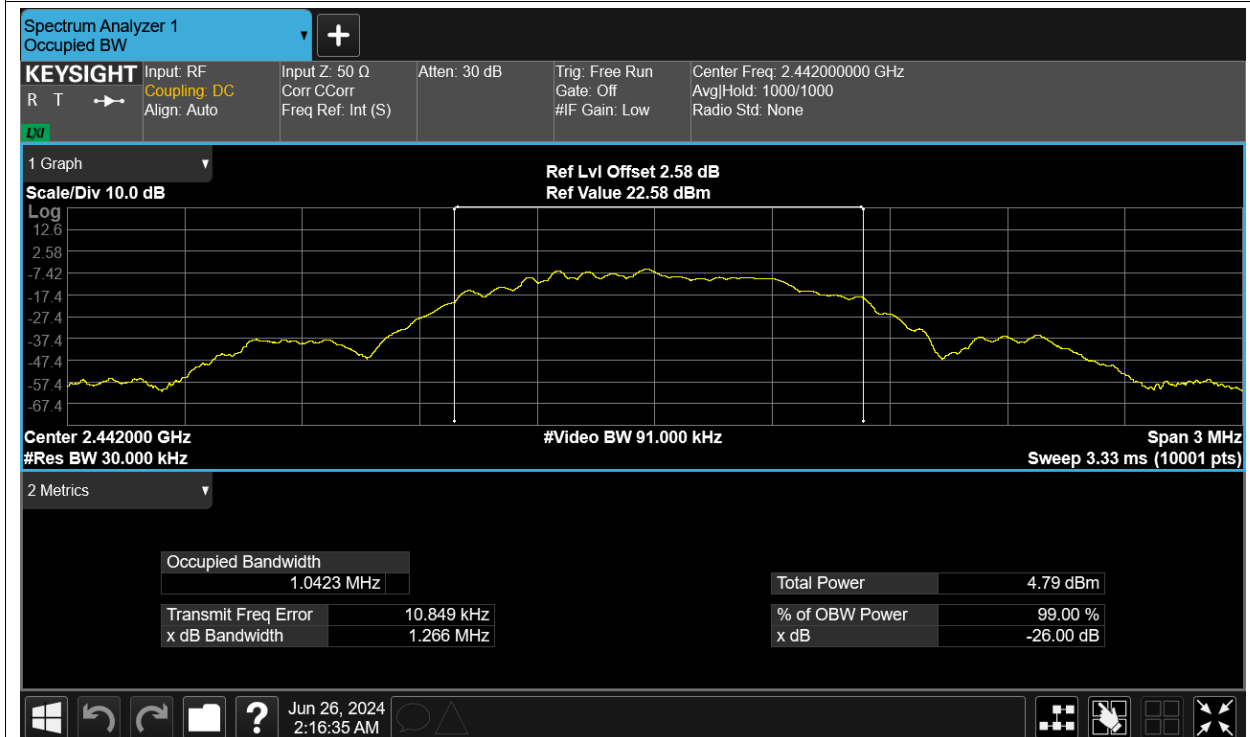 Spectrum Analyzer 1
Occupied BW
KEYSIGHT
R T
LXI
Input: RF
Coupling: DC
Align: Auto
Input Z: 50 Ω
Corr CCorr
Freq Ref: Int (S)
Atten: 30 dB
Trig: Free Run
Gate: Off
#IF Gain: Low
Center Freq: 2.442000000 GHz
Avg|Hold: 1000/1000
Radio Std: None
1 Graph
Scale/Div 10.0 dB
Ref Lvl Offset 2.58 dB
Ref Value 22.58 dBm
Log
12.6
2.58
-7.42
-17.4
-27.4
-37.4
-47.4
-57.4
-67.4
Center 2.442000 GHz
#Video BW 91.000 kHz
Span 3 MHz
#Res BW 30.000 kHz
Sweep 3.33 ms (10001 pts)
2 Metrics
Occupied Bandwidth
1.0423 MHz
Total Power 4.79 dBm
Transmit Freq Error 10.849 kHz
% of OBW Power 99.00 %
x dB Bandwidth 1.266 MHz
x dB -26.00 dB
?
Jun 26, 2024
2:16:35 AM